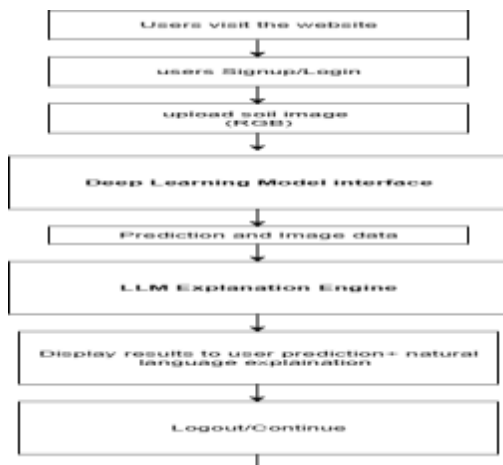 Users visit the website
users Signup/Login
upload soil image
(RGB)
Deep Learning Model interface
Prediction and Image data
LLM Explanation Engine
Display results to user prediction+ natural
language explaination
Logout/Continue